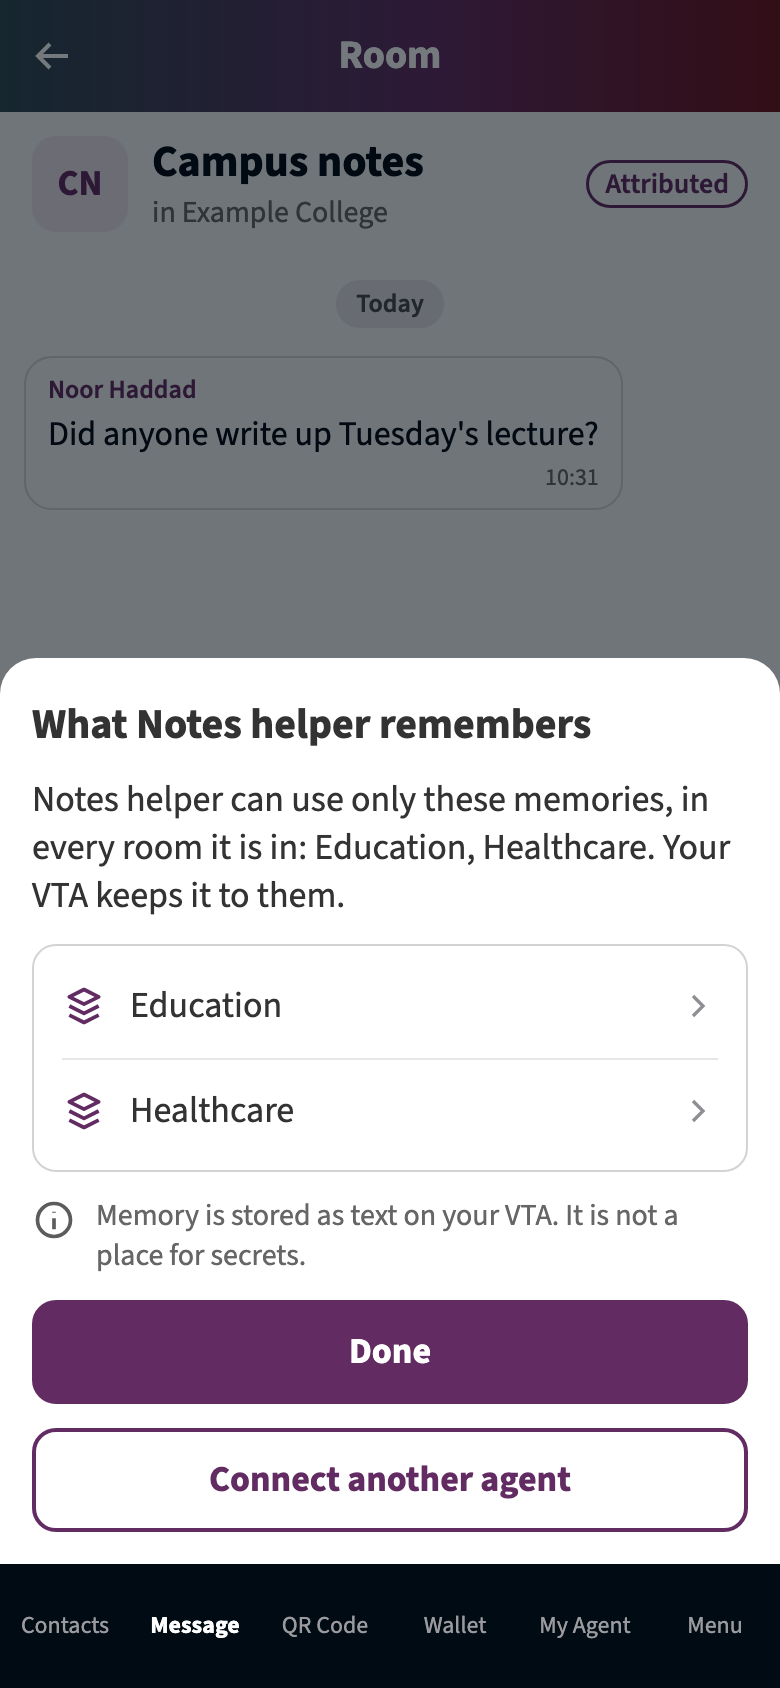 Room
CN
Campus notes
in Example College
Attributed
Today
Noor Haddad
Did anyone write up Tuesday's lecture?
10:31
What Notes helper remembers
Notes helper can use only these memories, in
every room it is in: Education, Healthcare. Your
VTA keeps it to them.
Education
Healthcare
Memory is stored as text on your VTA. It is not a
place for secrets.
Done
Connect another agent
Contacts
Message
QR Code
Wallet
My Agent
Menu